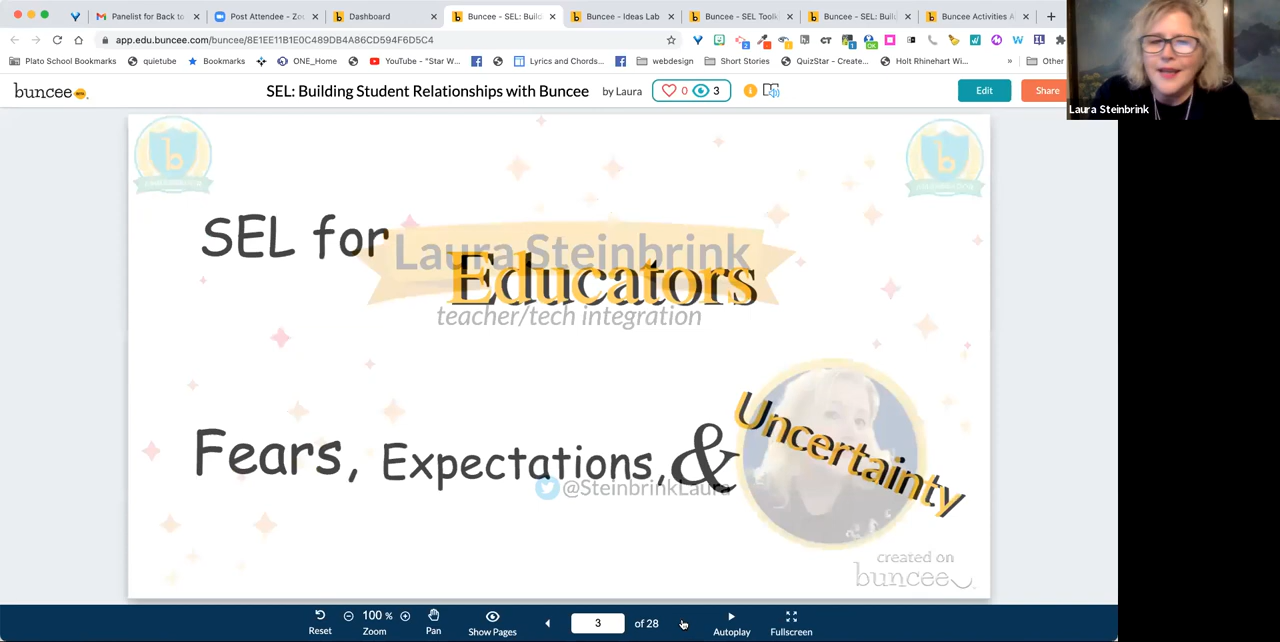 Panelist for Back to
Post Attendee - Zoo
Dashboard
Buncee - SEL: Build
Buncee - Ideas Lab
Buncee - SEL Toolk
Buncee - SEL: Buil
Buncee Activities A
app.edu.buncee.com/buncee/8E1EE11B1E0C489DB4A86CD594F6D5C4
Plato School Bookmarks
quietube
Bookmarks
ONE_Home
YouTube - "Star W...
Lyrics and Chords...
webdesign
Short Stories
QuizStar - Create...
Holt Rhinehart Wi...
»
Other
Laura Steinbrink
buncee
SEL: Building Student Relationships with Buncee
by Laura
0
3
Edit
Share
SEL for
Laura Steinbrink
Educators
teacher/tech integration
Fears, Expectations, & Uncertainty
@SteinbrinkLaura
created on
buncee
Reset
100 %
Zoom
Pan
Show Pages
3
of 28
Autoplay
Fullscreen